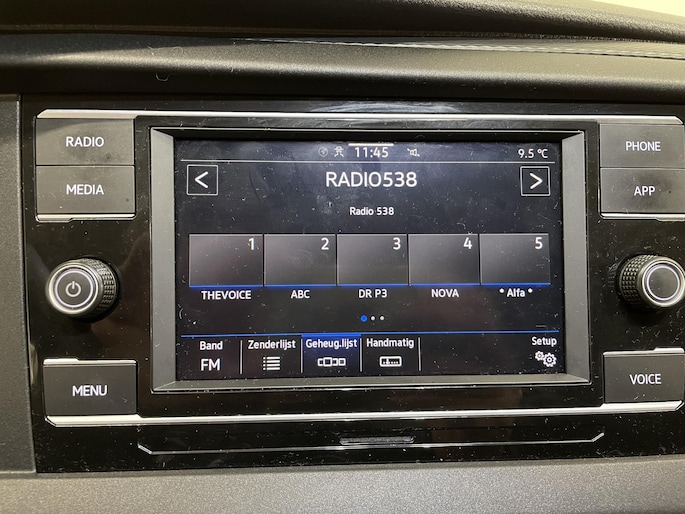 RADIO
MEDIA
MENU
11:45
9.5 °C
RADIO538
Radio 538
1
2
3
4
5
THEVOICE
ABC
DR P3
NOVA
* Alfa *
Band
FM
Zenderlijst
Geheug.lijst
Handmatig
Setup
PHONE
APP
VOICE